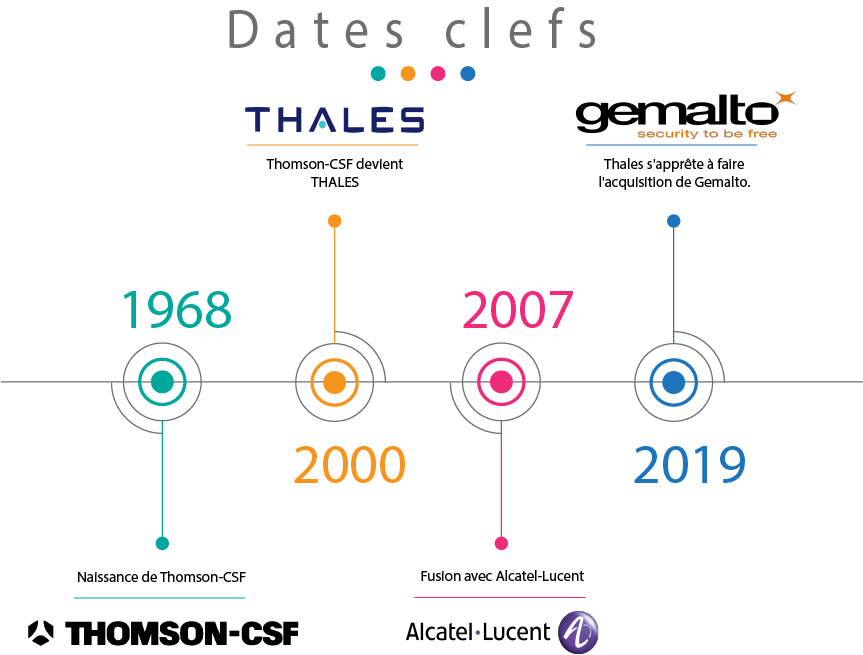 Dates clefs
THALES
Thomson-CSF devient
THALES
gemalto
security to be free
Thales s'apprête à faire
l'acquisition de Gemalto.
1968
2007
2000
2019
Naissance de Thomson-CSF
THOMSON-CSF
Fusion avec Alcatel-Lucent
Alcatel·Lucent